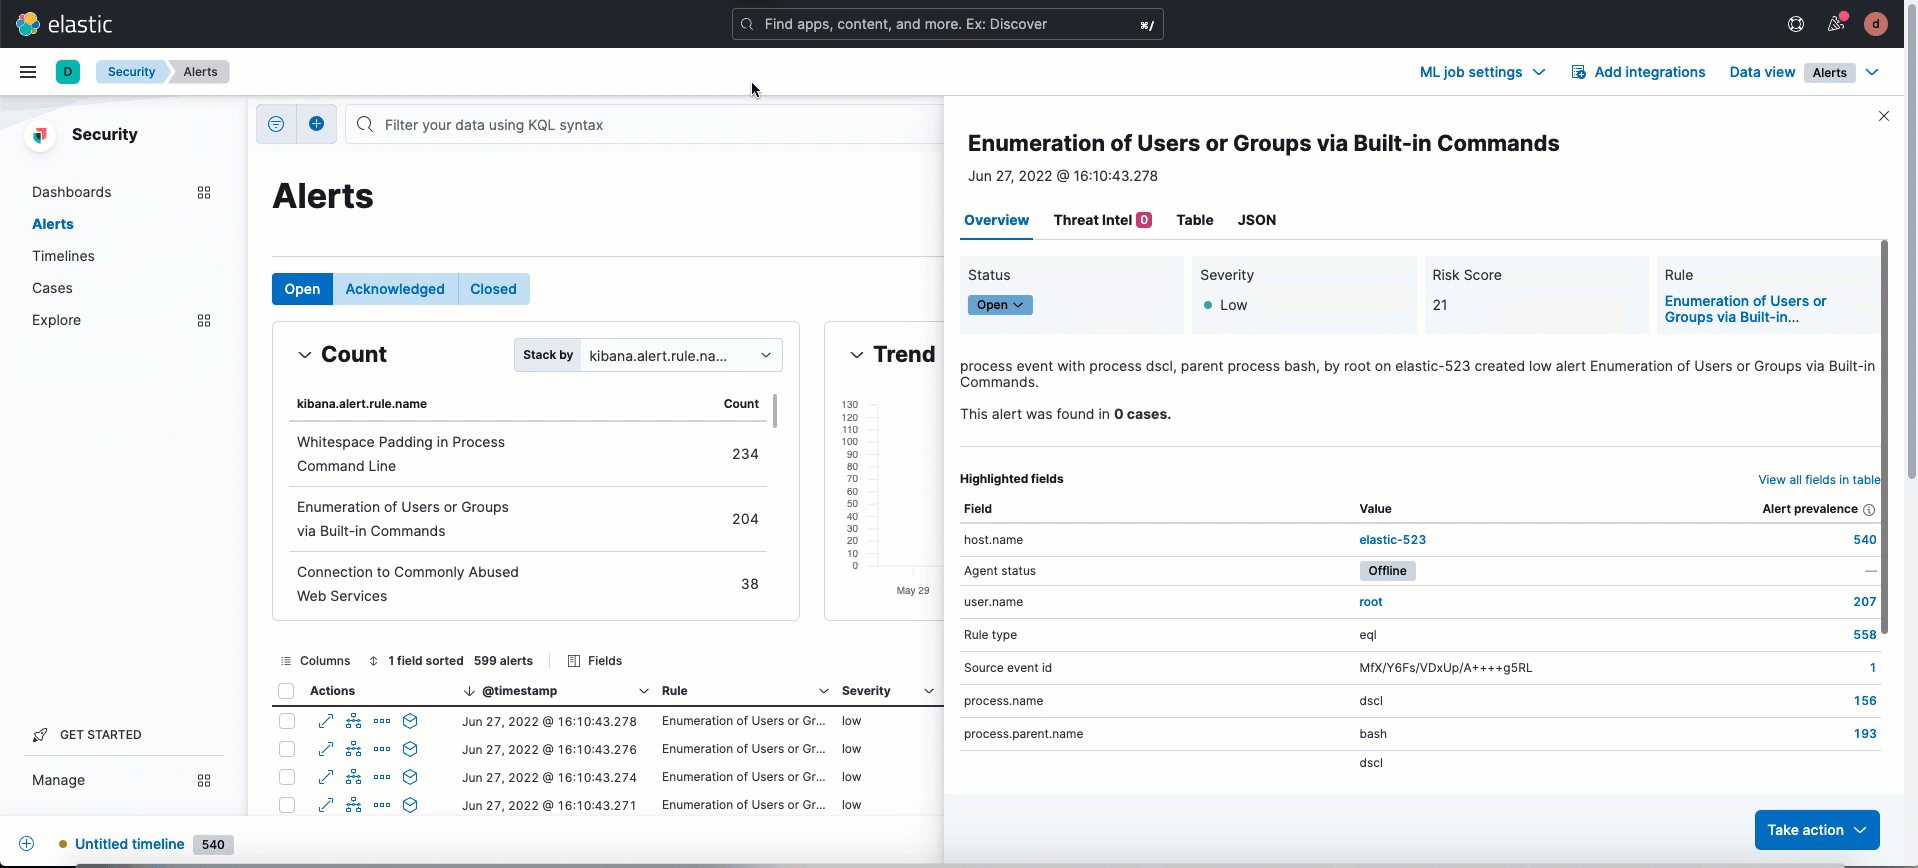 elastic
Find apps, content, and more. Ex: Discover
⌘/
d
D
Security
Alerts
ML job settings
Add integrations
Data view
Alerts
Security
Dashboards
Alerts
Timelines
Cases
Explore
GET STARTED
Manage
Filter your data using KQL syntax
Alerts
Open
Acknowledged
Closed
Count
Stack by
kibana.alert.rule.na...
kibana.alert.rule.name
Count
Whitespace Padding in Process
Command Line
234
Enumeration of Users or Groups
via Built-in Commands
204
Connection to Commonly Abused
Web Services
38
Trend
130
120
110
100
90
80
70
60
50
40
30
20
10
0
May 29
Columns
1 field sorted
599 alerts
Fields
Actions
@timestamp
Rule
Severity
Jun 27, 2022 @ 16:10:43.278 Enumeration of Users or Gr... low
Jun 27, 2022 @ 16:10:43.276 Enumeration of Users or Gr... low
Jun 27, 2022 @ 16:10:43.274 Enumeration of Users or Gr... low
Jun 27, 2022 @ 16:10:43.271 Enumeration of Users or Gr... low
Enumeration of Users or Groups via Built-in Commands
Jun 27, 2022 @ 16:10:43.278
Overview
Threat Intel 0
Table
JSON
Status
Open
Severity
Low
Risk Score
21
Rule
Enumeration of Users or
Groups via Built-in...
process event with process dscl, parent process bash, by root on elastic-523 created low alert Enumeration of Users or Groups via Built-in
Commands.
This alert was found in 0 cases.
Highlighted fields
View all fields in table
Field Value Alert prevalence
host.name elastic-523 540
Agent status Offline —
user.name root 207
Rule type eql 558
Source event id MfX/Y6Fs/VDxUp/A++++g5RL 1
process.name dscl 156
process.parent.name bash 193
dscl
Take action
Untitled timeline 540